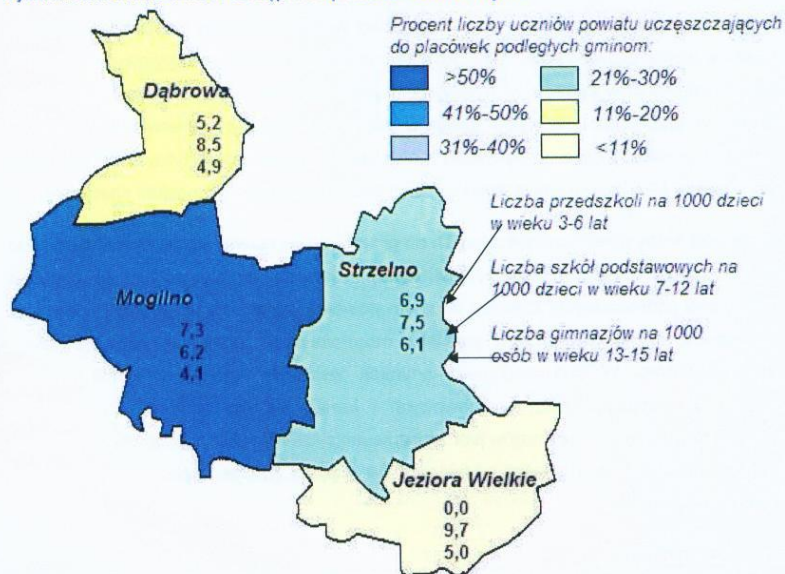 Procent liczby uczniów powiatu uczęszczających
do placówek podległych gminom:
>50%
21%-30%
41%-50%
11%-20%
31%-40%
<11%
Dąbrowa
5,2
8,5
4,9
Liczba przedszkoli na 1000 dzieci
w wieku 3-6 lat
Strzelno
6,9
7,5
6,1
Liczba szkół podstawowych na
1000 dzieci w wieku 7-12 lat
Mogilno
7,3
6,2
4,1
Liczba gimnazjów na 1000
osób w wieku 13-15 lat
Jeziora Wielkie
0,0
9,7
5,0